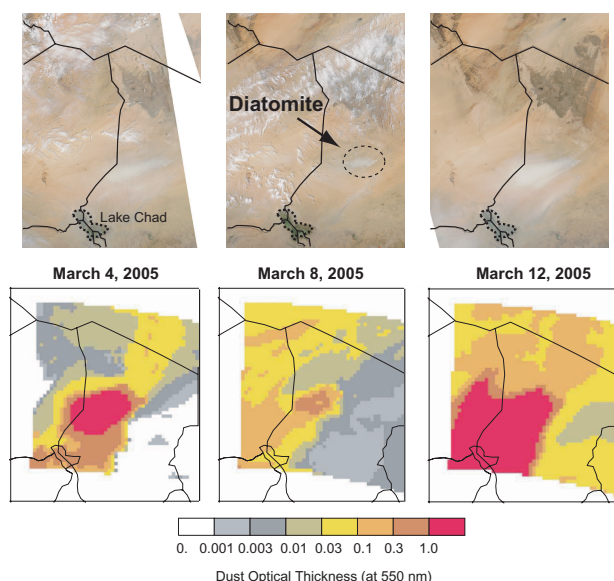 Diatomite
Lake Chad
March 4, 2005
March 8, 2005
March 12, 2005
0. 0.001 0.003 0.01 0.03 0.1 0.3 1.0
Dust Optical Thickness (at 550 nm)